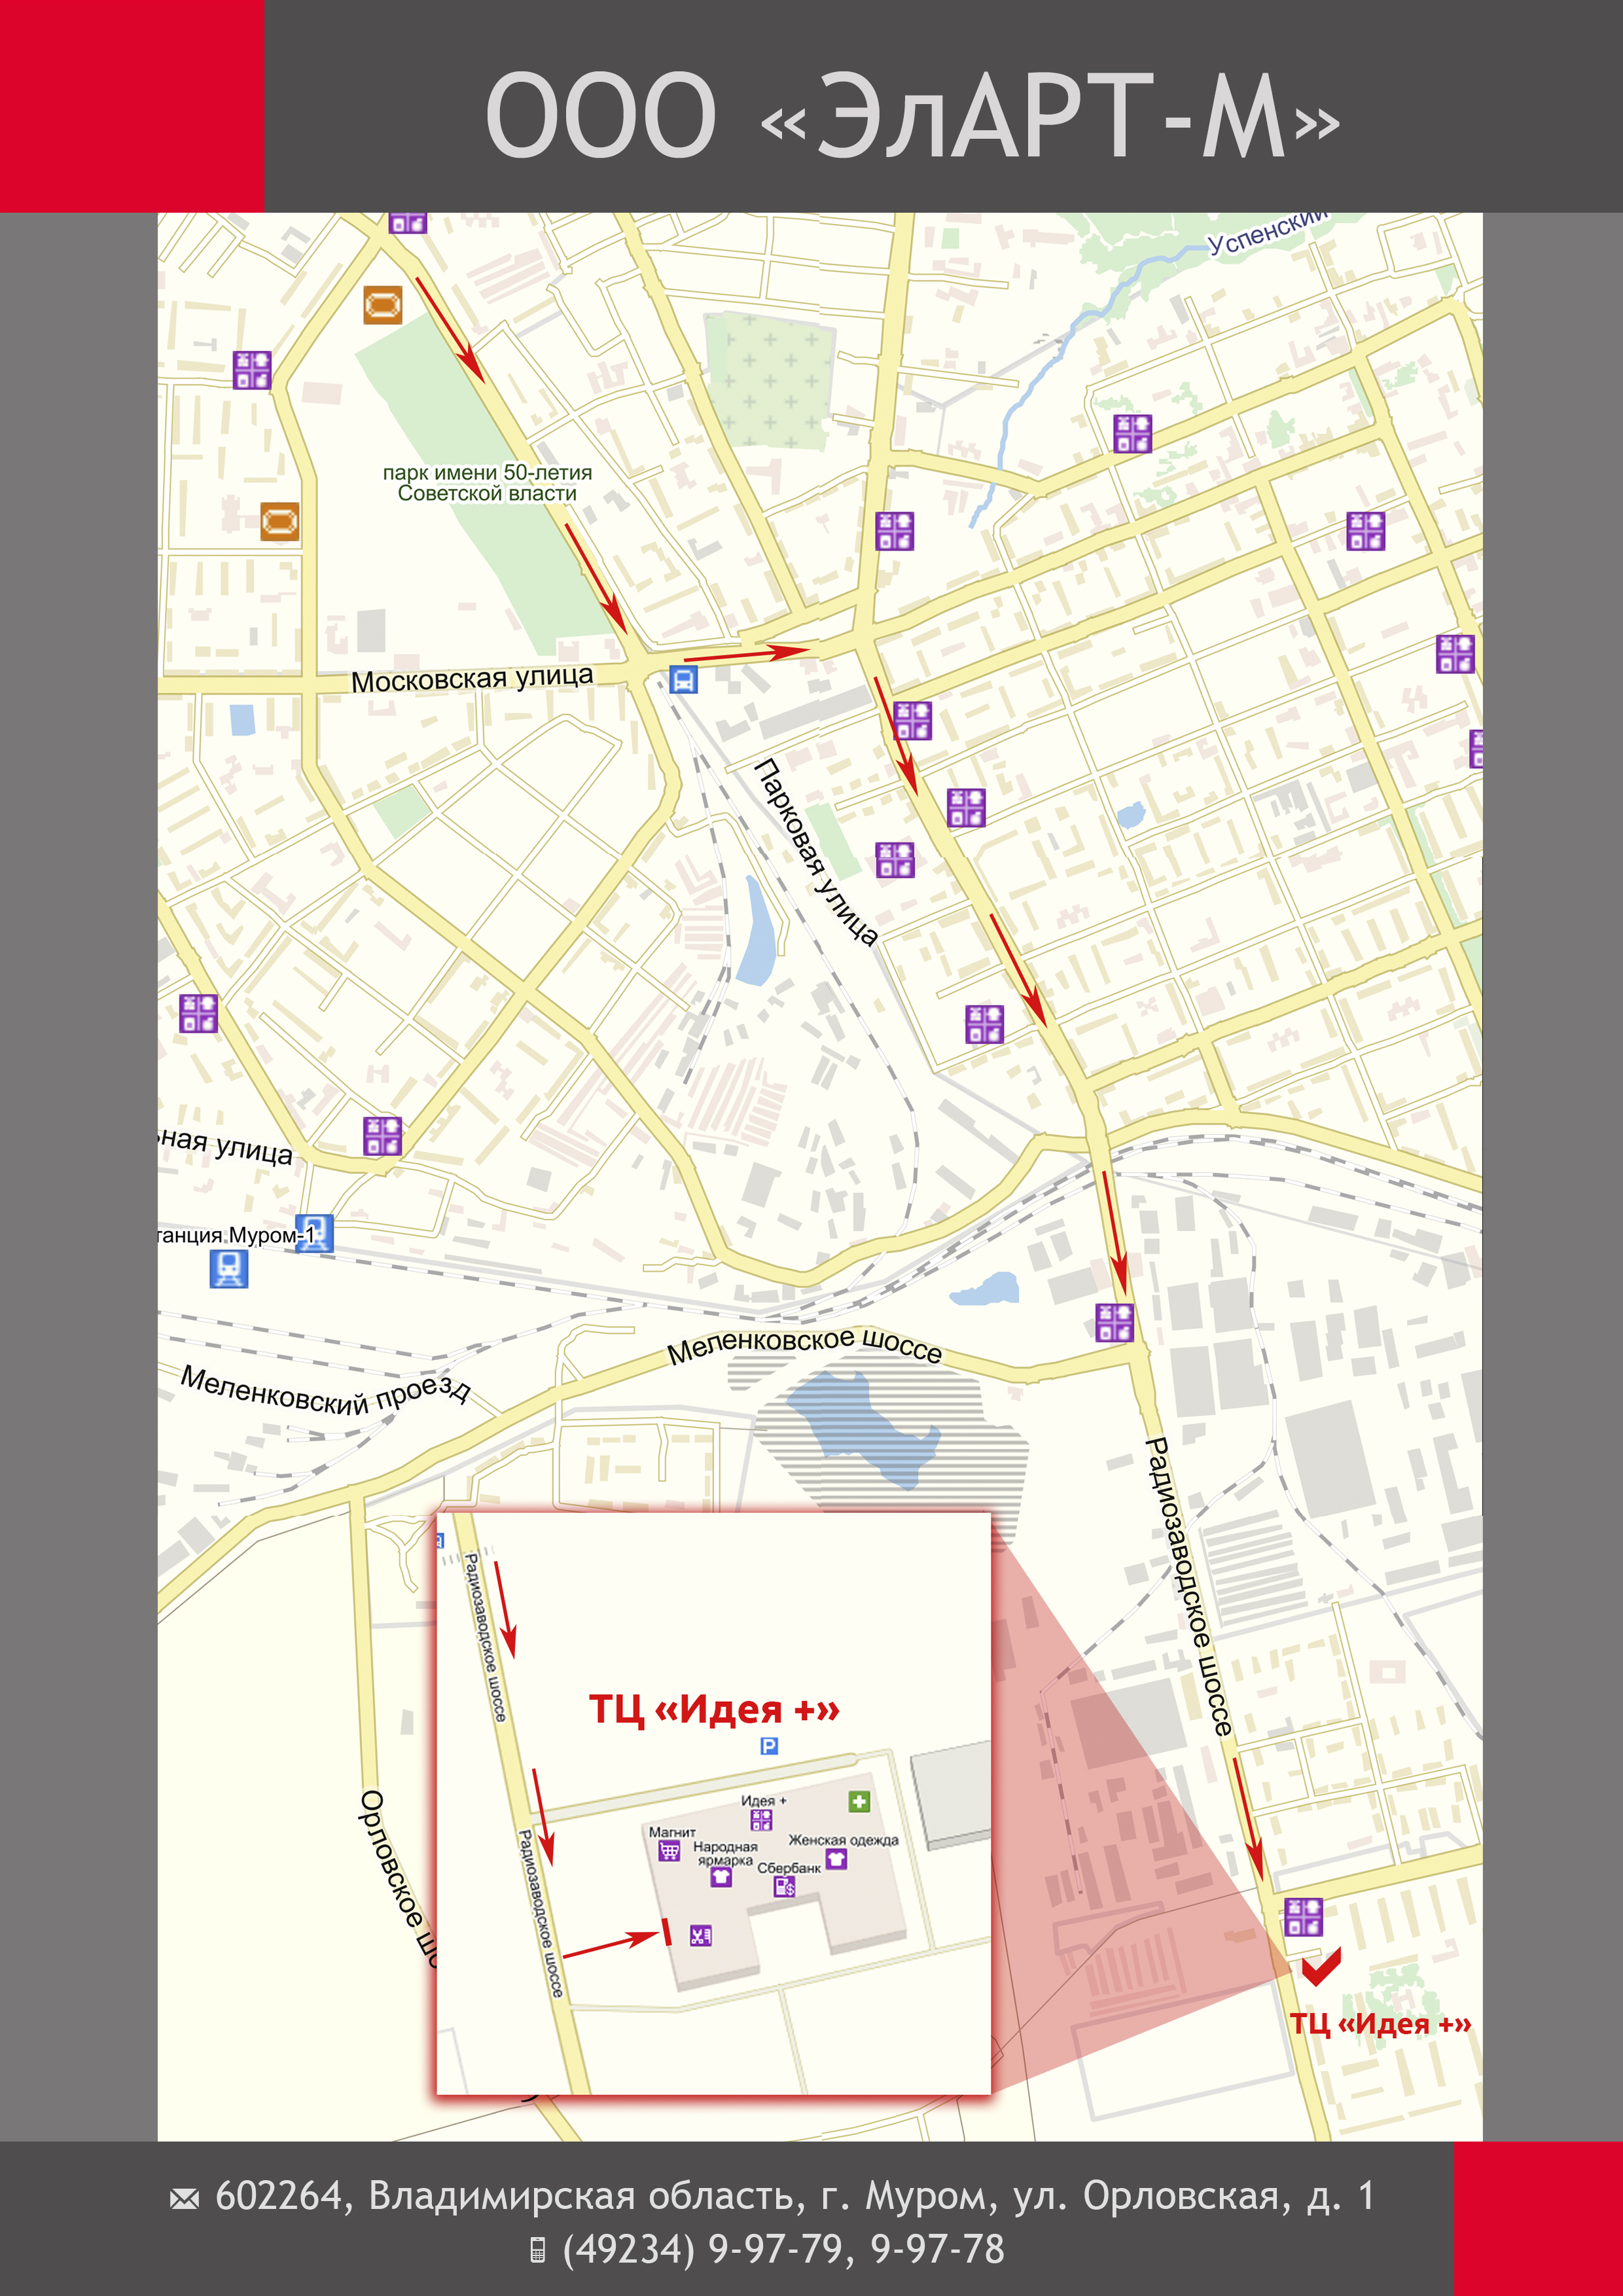 ООО «ЭлАРТ-М»
Успенский
парк имени 50-летия
Советской власти
Московская улица
Парковая улица
ьная улица
танция Муром-1
Меленковское шоссе
Меленковский проезд
Радиозаводское шоссе
Орловское шо
Радиозаводское шоссе
ТЦ «Идея +»
P
Идея +
Магнит
Женская одежда
Народная
ярмарка
Сбербанк
Радиозаводское шоссе
ТЦ «Идея +»
602264, Владимирская область, г. Муром, ул. Орловская, д. 1
(49234) 9-97-79, 9-97-78